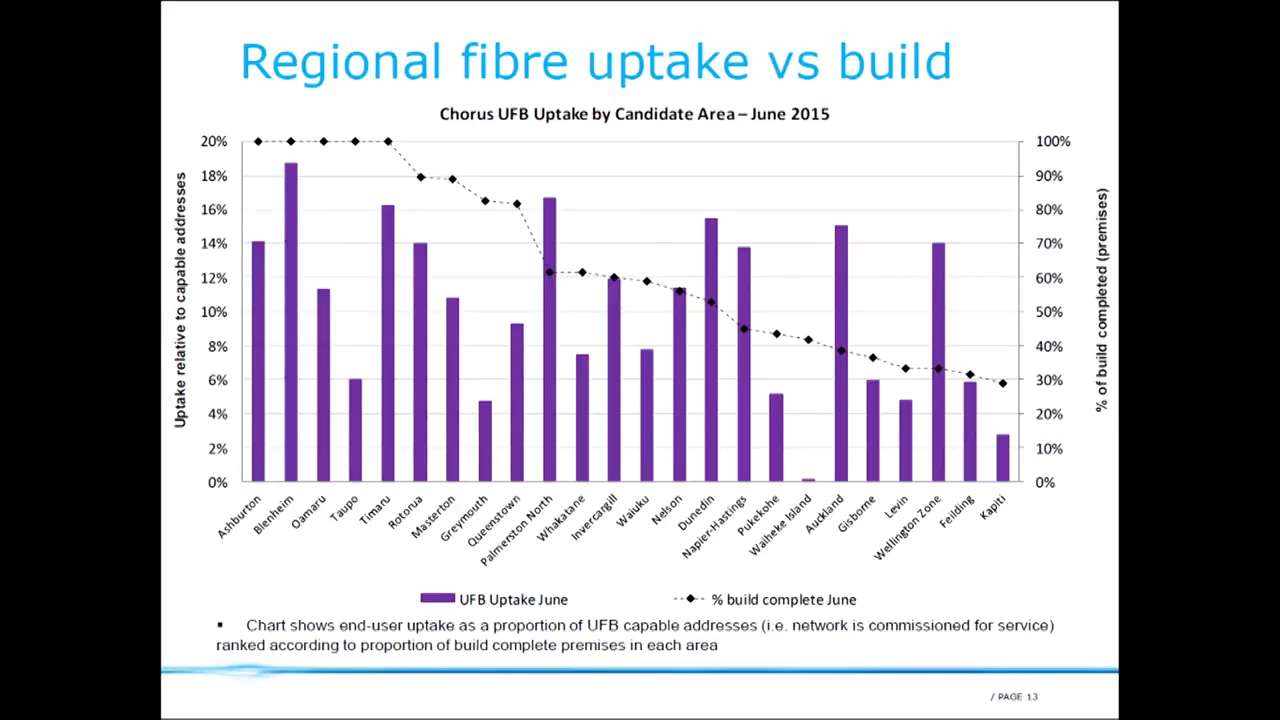 Regional fibre uptake vs build
Chorus UFB Uptake by Candidate Area – June 2015
Uptake relative to capable addresses
20%
18%
16%
14%
12%
10%
8%
6%
4%
2%
0%
100%
90%
80%
70%
60%
50%
40%
30%
20%
10%
0%
% of build completed (premises)
Ashburton
Blenheim
Oamaru
Taupo
Timaru
Rotorua
Masterton
Greymouth
Queenstown
Palmerston North
Whakatane
Invercargill
Waiuku
Nelson
Dunedin
Napier-Hastings
Pukekohe
Waiheke Island
Auckland
Gisborne
Levin
Wellington Zone
Feilding
Kapiti
UFB Uptake June
% build complete June
▪ Chart shows end-user uptake as a proportion of UFB capable addresses (i.e. network is commissioned for service)
ranked according to proportion of build complete premises in each area
/ PAGE 13